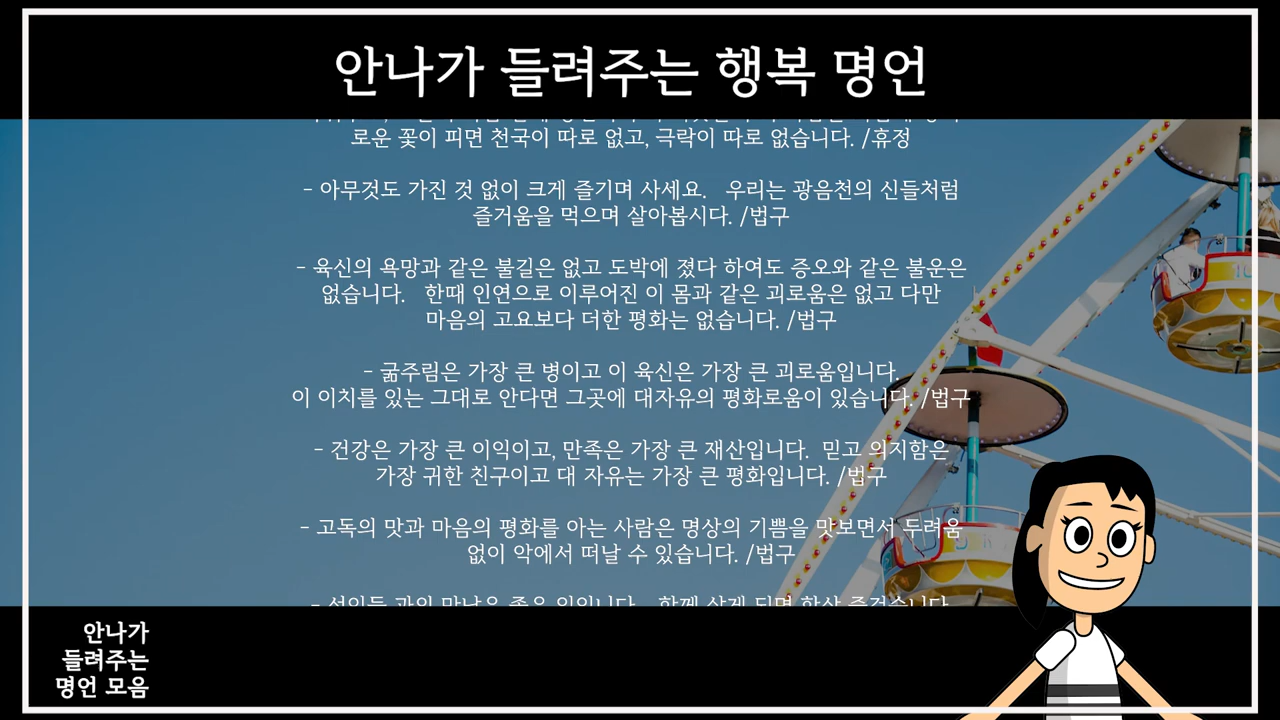 안나가 들려주는 행복 명언
로운 꽃이 피면 천국이 따로 없고, 극락이 따로 없습니다. /휴정
- 아무것도 가진 것 없이 크게 즐기며 사세요. 우리는 광음천의 신들처럼
즐거움을 먹으며 살아봅시다. /법구
- 육신의 욕망과 같은 불길은 없고 도박에 졌다 하여도 증오와 같은 불운은
없습니다. 한때 인연으로 이루어진 이 몸과 같은 괴로움은 없고 다만
마음의 고요보다 더한 평화는 없습니다. /법구
- 굶주림은 가장 큰 병이고 이 육신은 가장 큰 괴로움입니다.
이 이치를 있는 그대로 안다면 그곳에 대자유의 평화로움이 있습니다. /법구
- 건강은 가장 큰 이익이고, 만족은 가장 큰 재산입니다. 믿고 의지함은
가장 귀한 친구이고 대 자유는 가장 큰 평화입니다. /법구
- 고독의 맛과 마음의 평화를 아는 사람은 명상의 기쁨을 맛보면서 두려움
없이 악에서 떠날 수 있습니다. /법구
안나가
들려주는
명언 모음